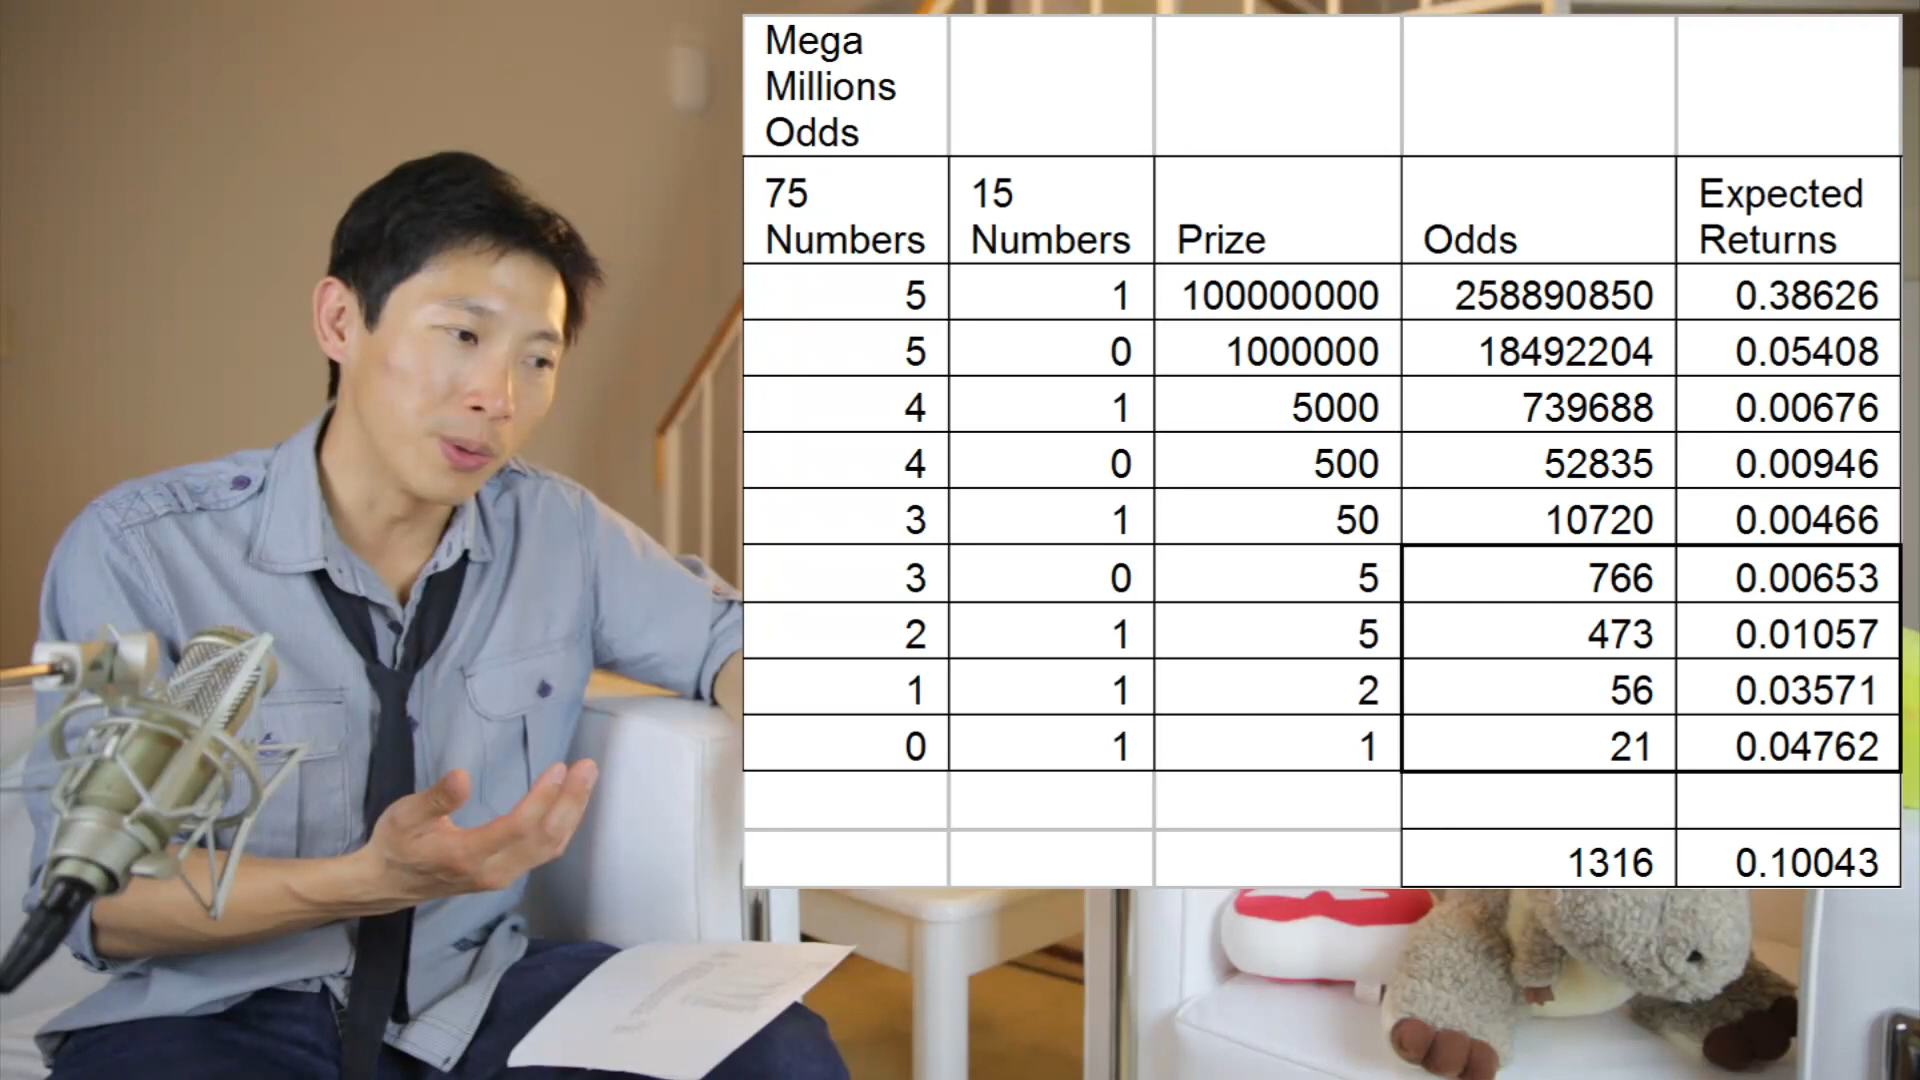 Mega
Millions
Odds
75 Numbers 15 Numbers Prize Odds Expected Returns
5 1 100000000 258890850 0.38626
5 0 1000000 18492204 0.05408
4 1 5000 739688 0.00676
4 0 500 52835 0.00946
3 1 50 10720 0.00466
3 0 5 766 0.00653
2 1 5 473 0.01057
1 1 2 56 0.03571
0 1 1 21 0.04762
1316 0.10043